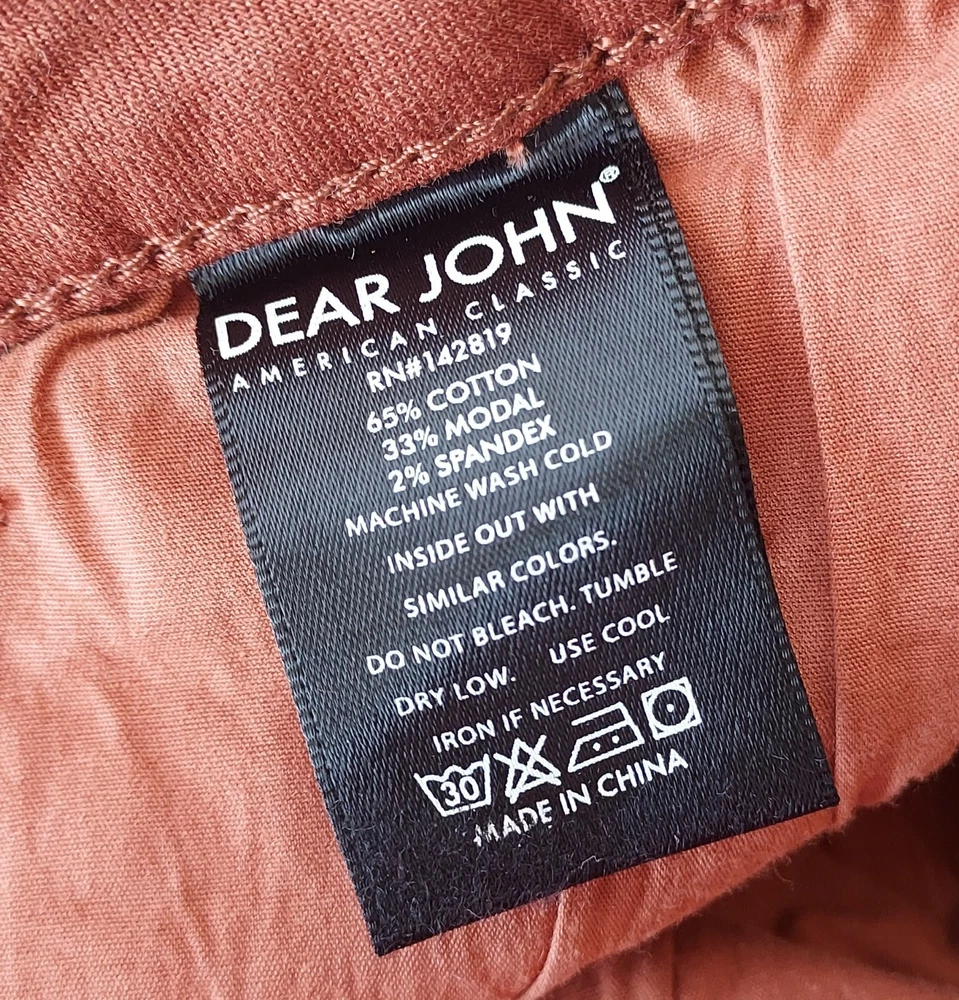 DEAR JOHN®
AMERICAN CLASSIC
RN#142819
65% COTTON
33% MODAL
2% SPANDEX
MACHINE WASH COLD
INSIDE OUT WITH
SIMILAR COLORS.
DO NOT BLEACH. TUMBLE
DRY LOW. USE COOL
IRON IF NECESSARY
30
MADE IN CHINA